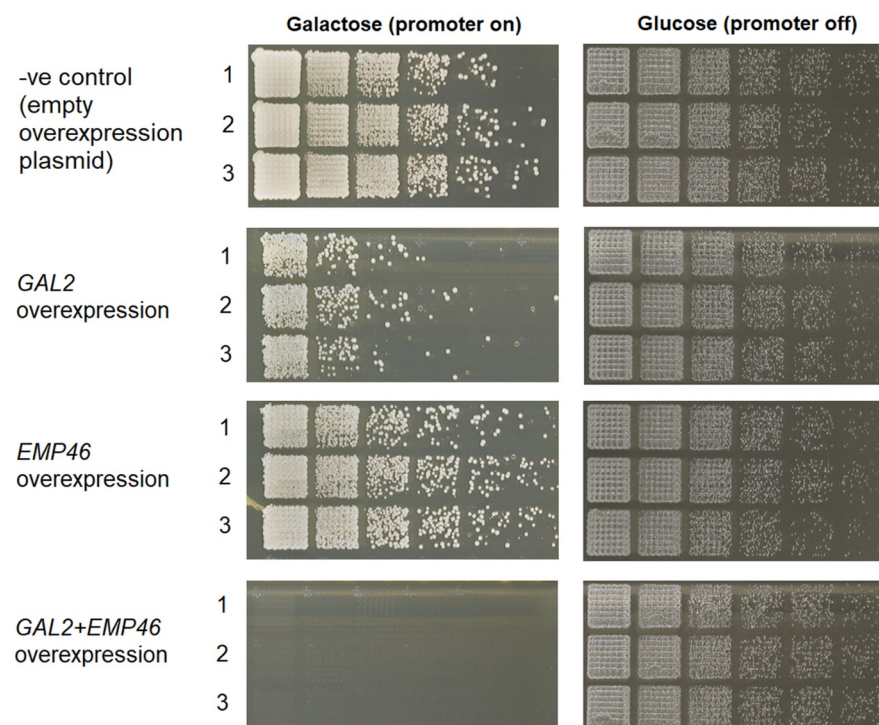 Galactose (promoter on)
Glucose (promoter off)
-ve control
(empty
overexpression
plasmid)
1
2
3
GAL2
overexpression
1
2
3
EMP46
overexpression
1
2
3
GAL2+EMP46
overexpression
1
2
3